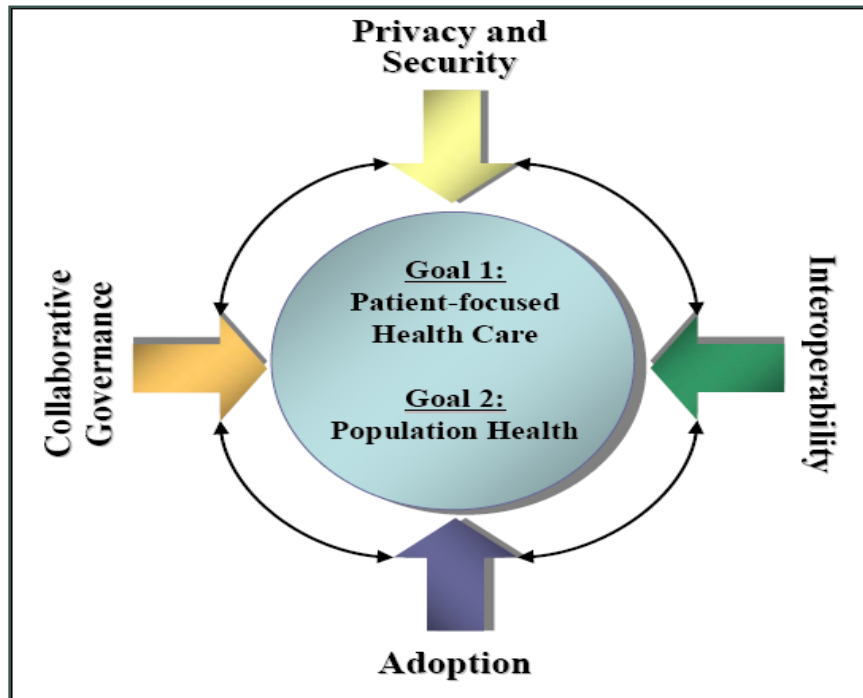 Privacy and
Security
Collaborative
Governance
Goal 1:
Patient-focused
Health Care
Goal 2:
Population Health
Interoperability
Adoption